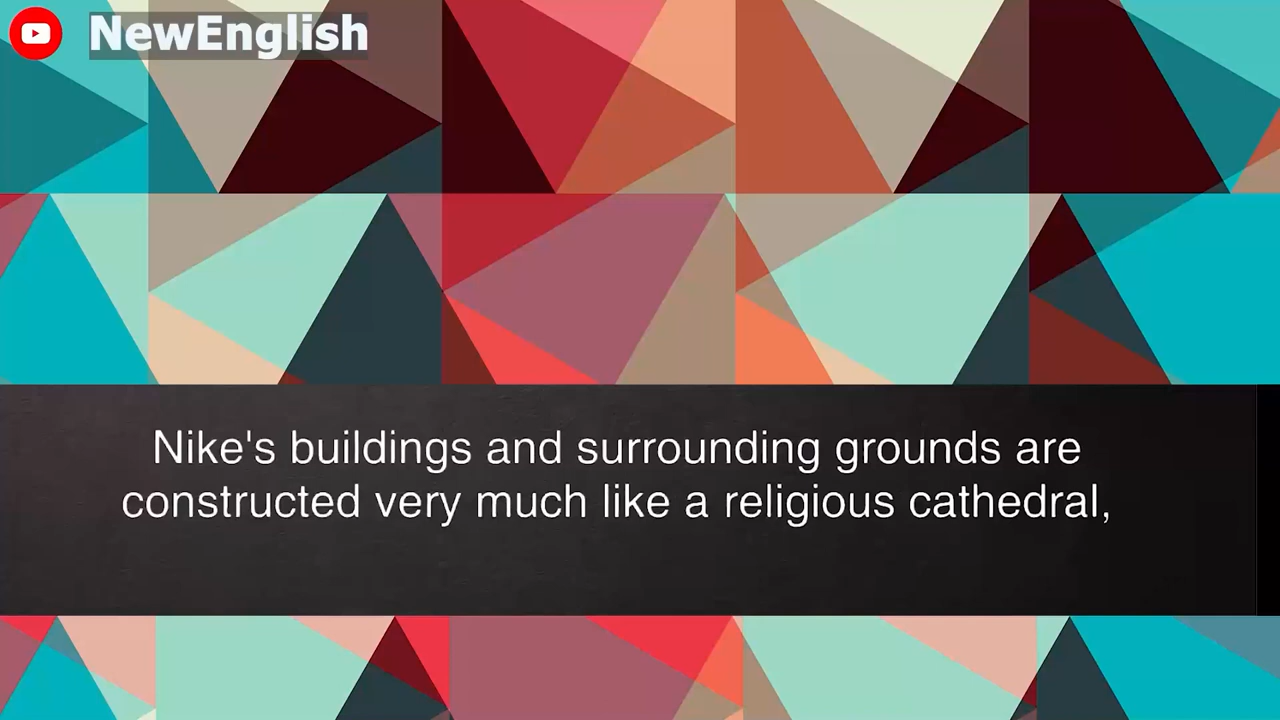 NewEnglish
Nike's buildings and surrounding grounds are
constructed very much like a religious cathedral,